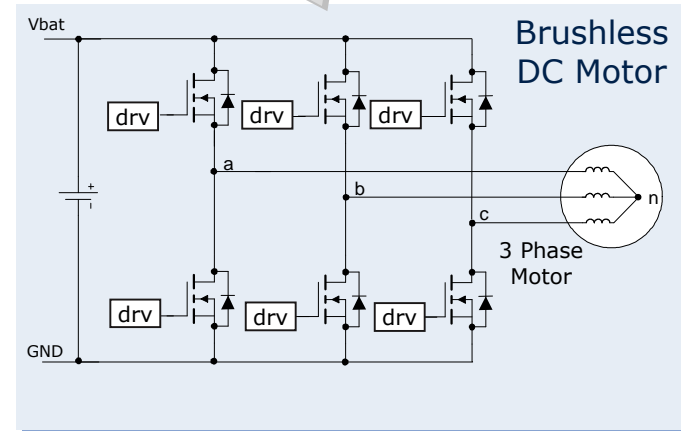 Vbat
Brushless
DC Motor
drv
drv
drv
a
b
c
n
+
-
3 Phase
Motor
drv
drv
drv
GND